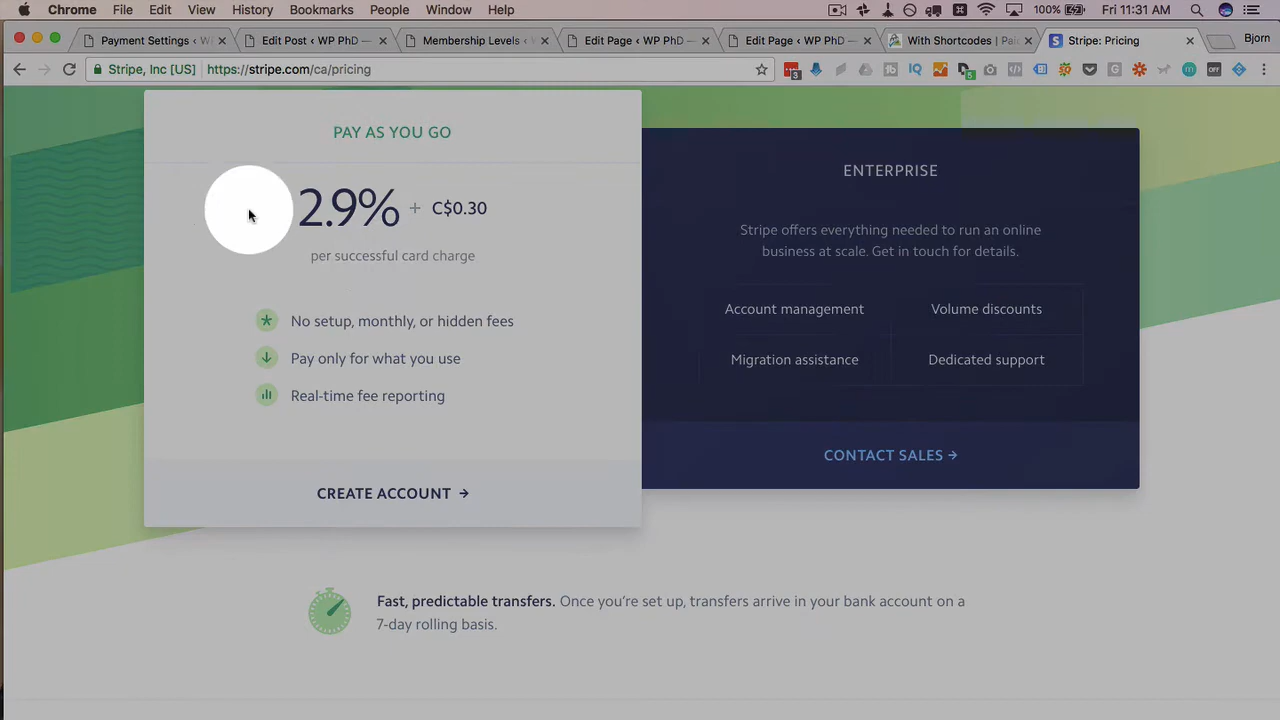 Chrome File Edit View History Bookmarks People Window Help 100% Fri 11:31 AM
Payment Settings ‹ W Edit Post ‹ WP PhD — Membership Levels ‹ W Edit Page ‹ WP PhD — Edit Page ‹ WP PhD — With Shortcodes | Paid Stripe: Pricing Bjorn
Stripe, Inc [US] https://stripe.com/ca/pricing
PAY AS YOU GO
2.9% + C$0.30
per successful card charge
No setup, monthly, or hidden fees
Pay only for what you use
Real-time fee reporting
CREATE ACCOUNT →
ENTERPRISE
Stripe offers everything needed to run an online
business at scale. Get in touch for details.
Account management Volume discounts
Migration assistance Dedicated support
CONTACT SALES →
Fast, predictable transfers. Once you’re set up, transfers arrive in your bank account on a
7-day rolling basis.